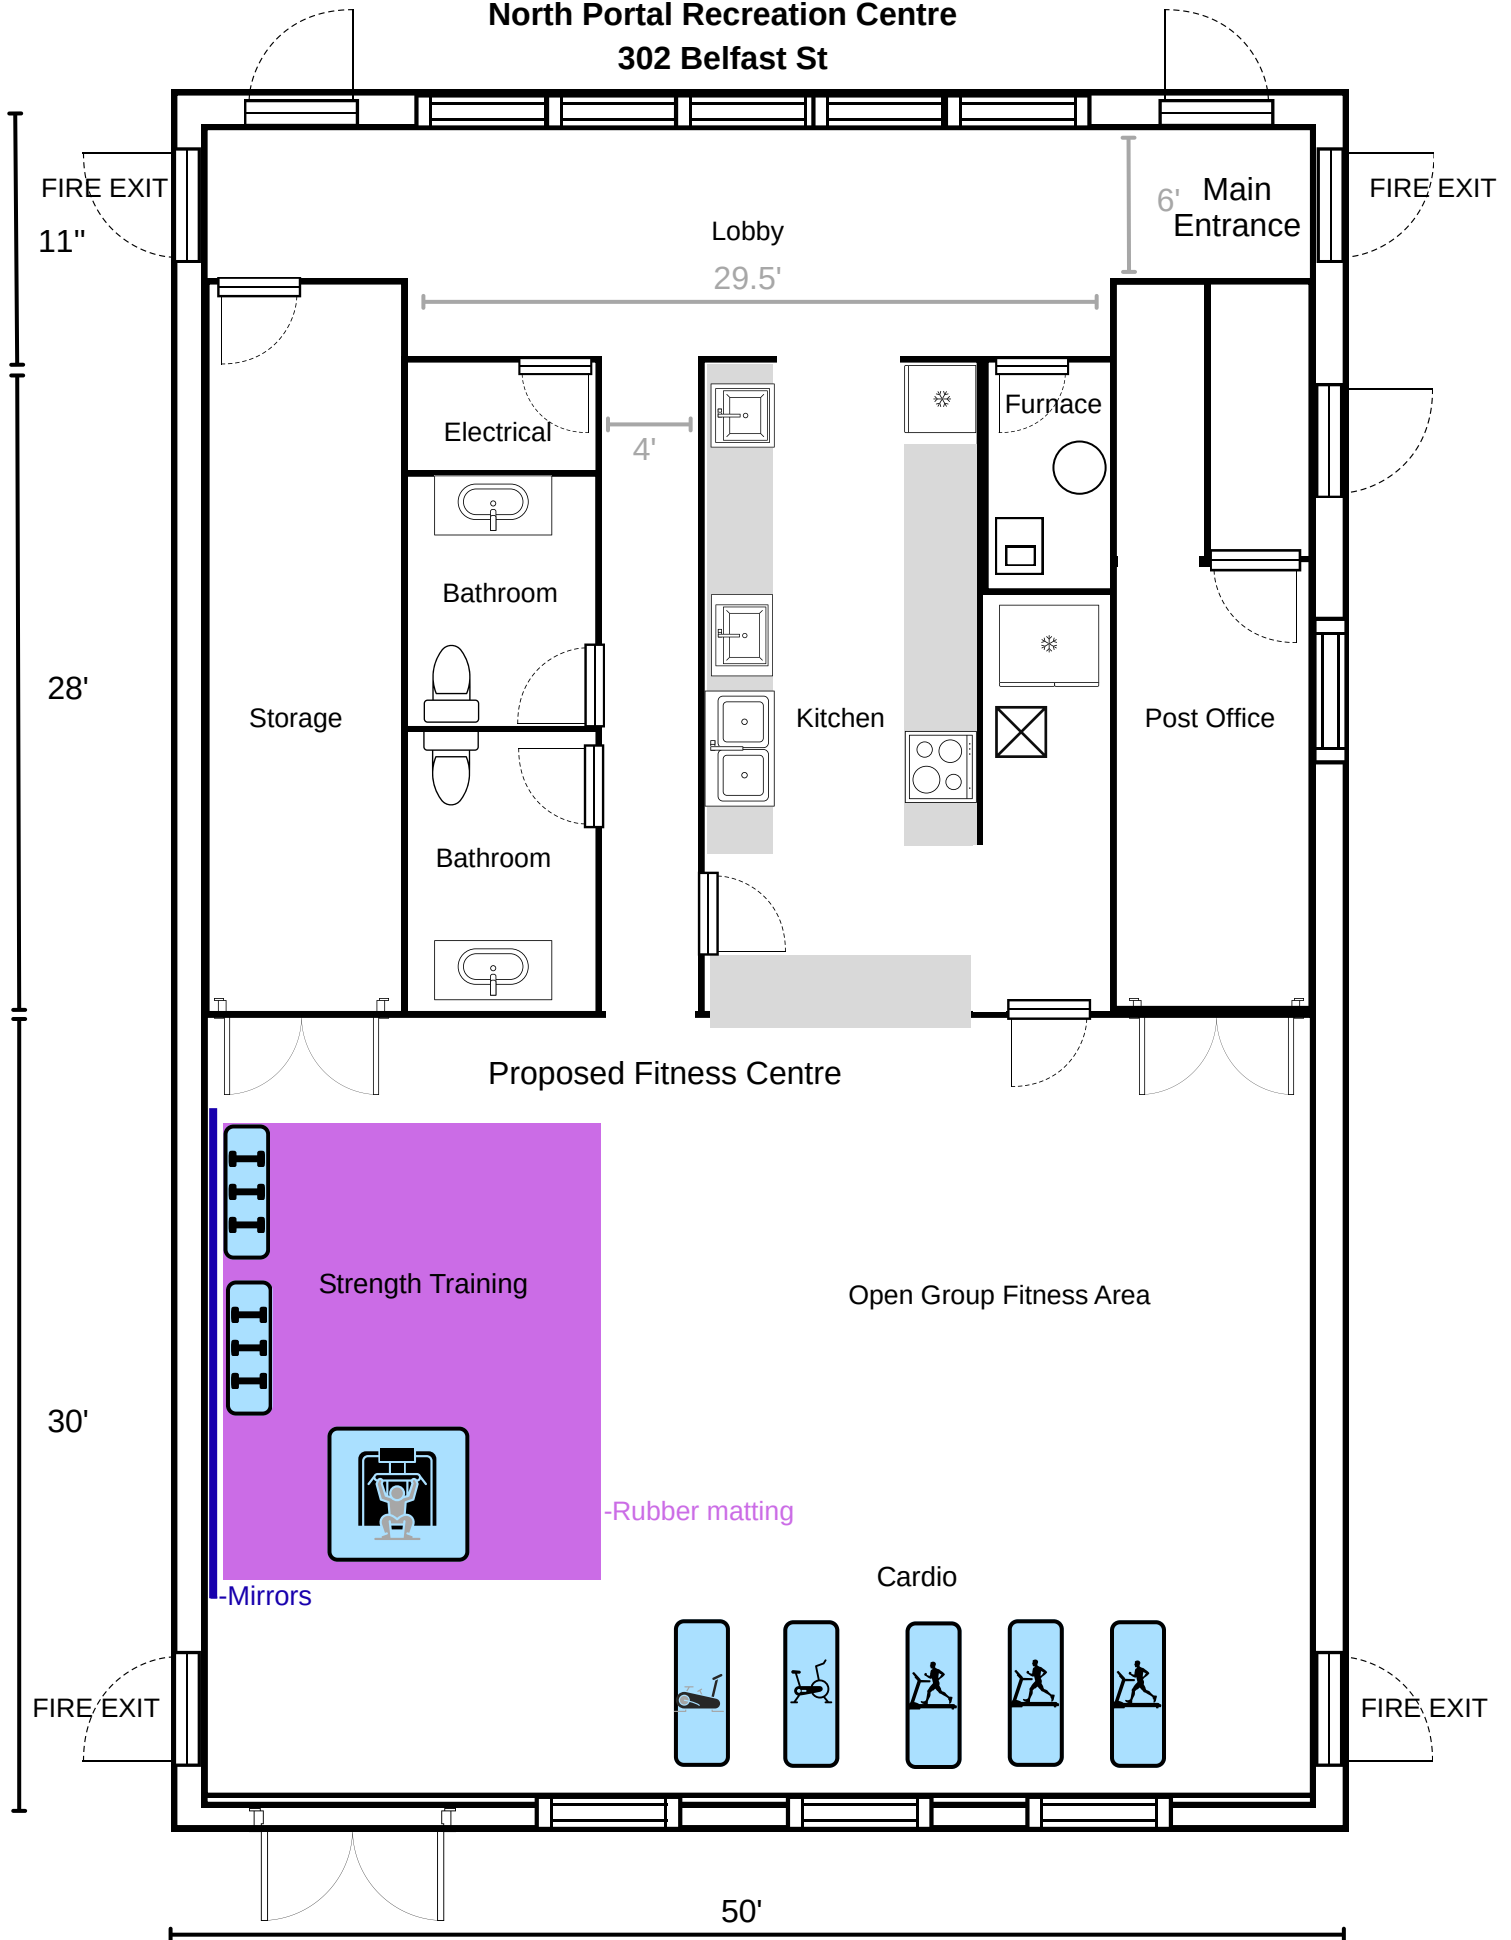 North Portal Recreation Centre
302 Belfast St
FIRE EXIT
11"
Lobby
29.5'
6'
Main
Entrance
FIRE EXIT
Electrical
4'
Furnace
Bathroom
28'
Storage
Kitchen
Post Office
Bathroom
Proposed Fitness Centre
Strength Training
Open Group Fitness Area
30'
-Rubber matting
Cardio
-Mirrors
FIRE EXIT
FIRE EXIT
50'